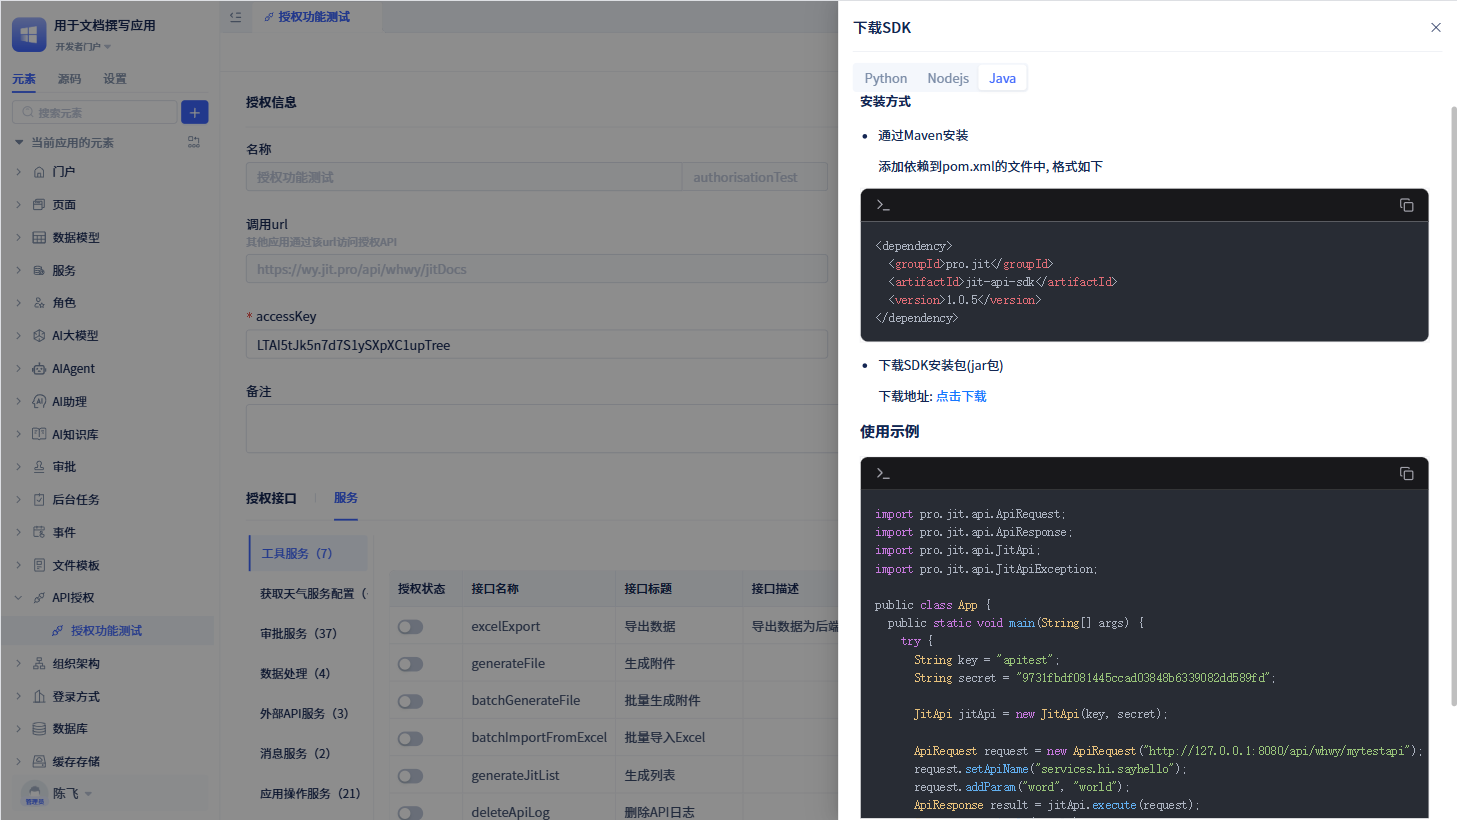 用于文档撰写应用
开发者门户
元素 源码 设置
搜索元素
当前应用的元素
门户
页面
数据模型
服务
角色
AI大模型
AIAgent
AI助理
AI知识库
审批
后台任务
事件
文件模板
API授权
授权功能测试
组织架构
登录方式
数据库
缓存存储
管理员 陈飞
授权功能测试
授权信息
名称
授权功能测试 authorisationTest
调用url
其他应用通过该url访问授权API
https://wy.jit.pro/api/whwy/jitDocs
* accessKey
LTAI5tJk5n7d7S1ySXpXC1upTree
备注
授权接口 服务
工具服务（7）
获取天气服务配置（
审批服务（37）
数据处理（4）
外部API服务（3）
消息服务（2）
应用操作服务（21）
授权状态 接口名称 接口标题 接口描述
excelExport 导出数据 导出数据为后端
generateFile 生成附件
batchGenerateFile 批量生成附件
batchImportFromExcel 批量导入Excel
generateJitList 生成列表
deleteApiLog 删除API日志
下载SDK
Python Nodejs Java
安装方式
通过Maven安装
添加依赖到pom.xml的文件中, 格式如下
<dependency>
<groupId>pro.jit</groupId>
<artifactId>jit-api-sdk</artifactId>
<version>1.0.5</version>
</dependency>
下载SDK安装包(jar包)
下载地址: 点击下载
使用示例
import pro.jit.api.ApiRequest;
import pro.jit.api.ApiResponse;
import pro.jit.api.JitApi;
import pro.jit.api.JitApiException;
public class App {
public static void main(String[] args) {
try {
String key = "apitest";
String secret = "9731fbdf081445ccad03848b6339082dd589fd";
JitApi jitApi = new JitApi(key, secret);
ApiRequest request = new ApiRequest("http://127.0.0.1:8080/api/whwy/mytestapi");
request.setApiName("services.hi.sayhello");
request.addParam("word", "world");
ApiResponse result = jitApi.execute(request);